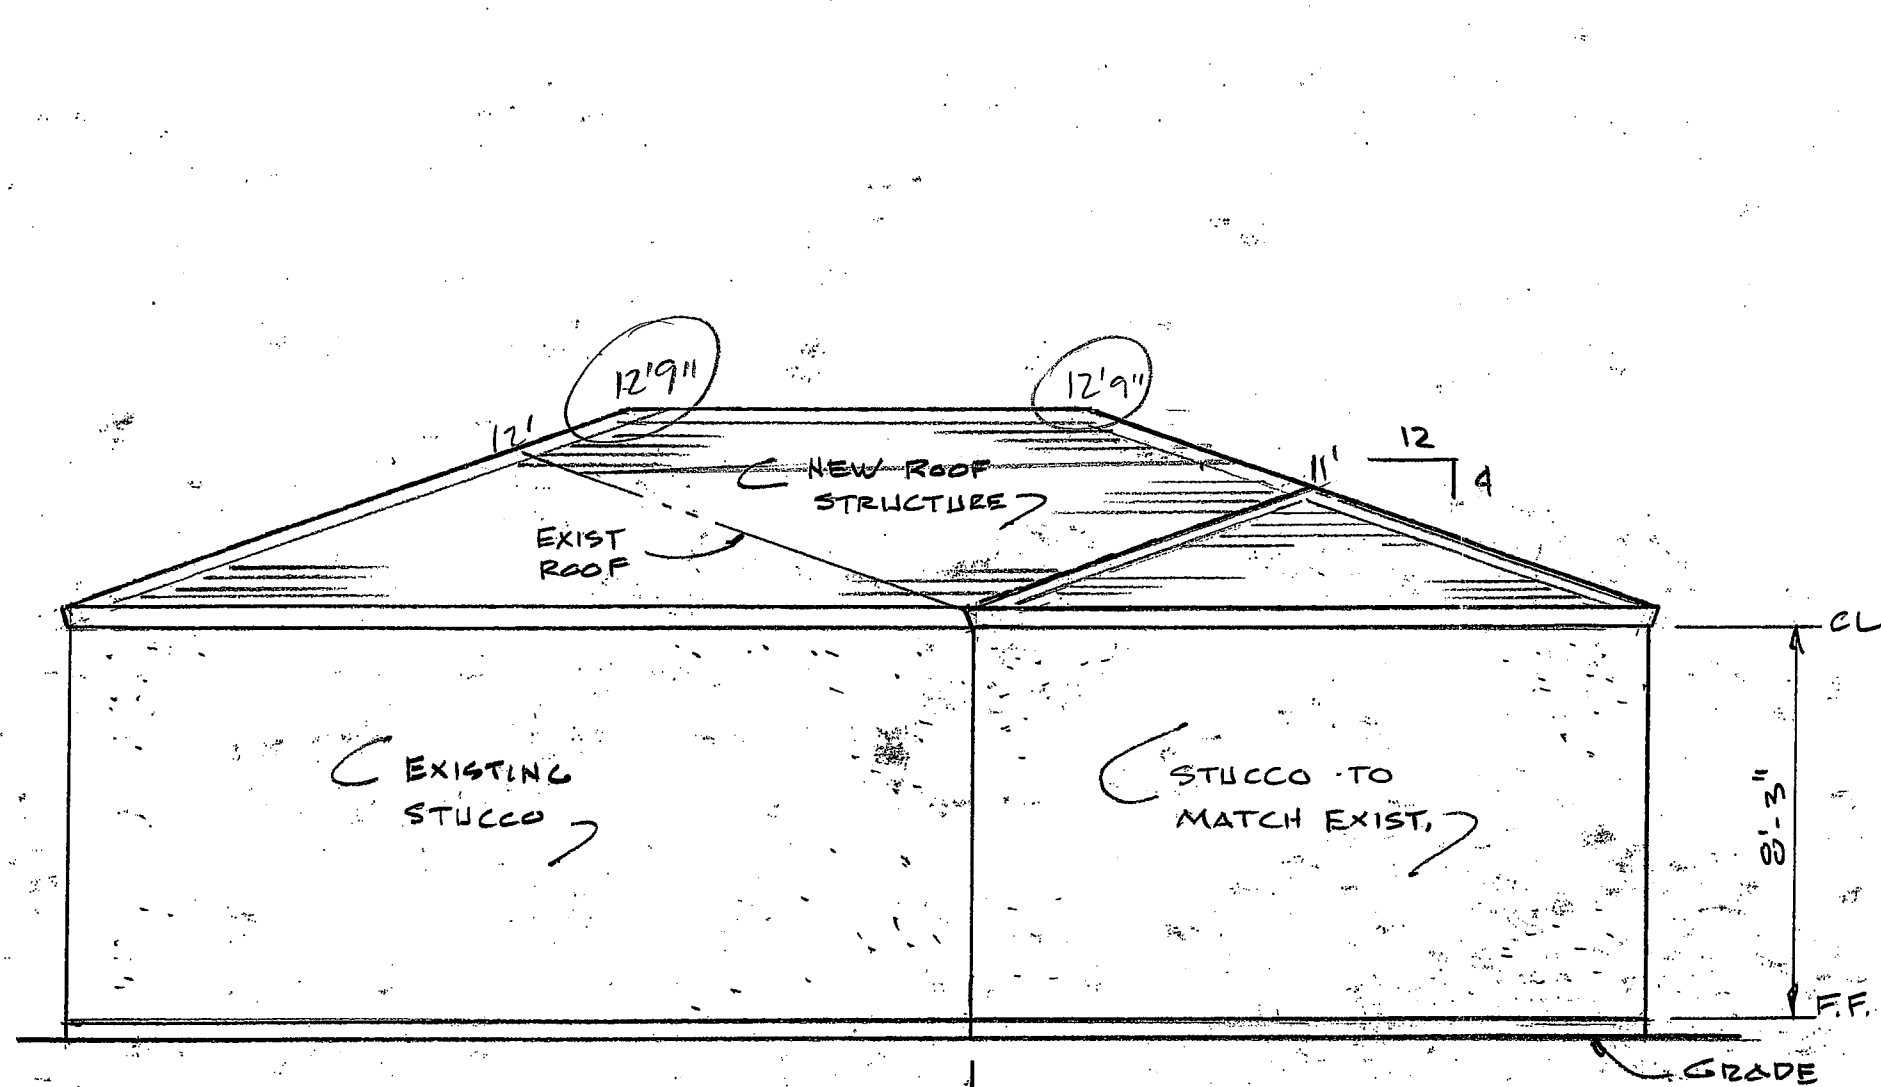 12'9"
12'9"
12'
11'
12
4
NEW ROOF
STRUCTURE
EXIST
ROOF
CL
EXISTING
STUCCO
STUCCO TO
MATCH EXIST.
8'-3"
F.F.
GRADE